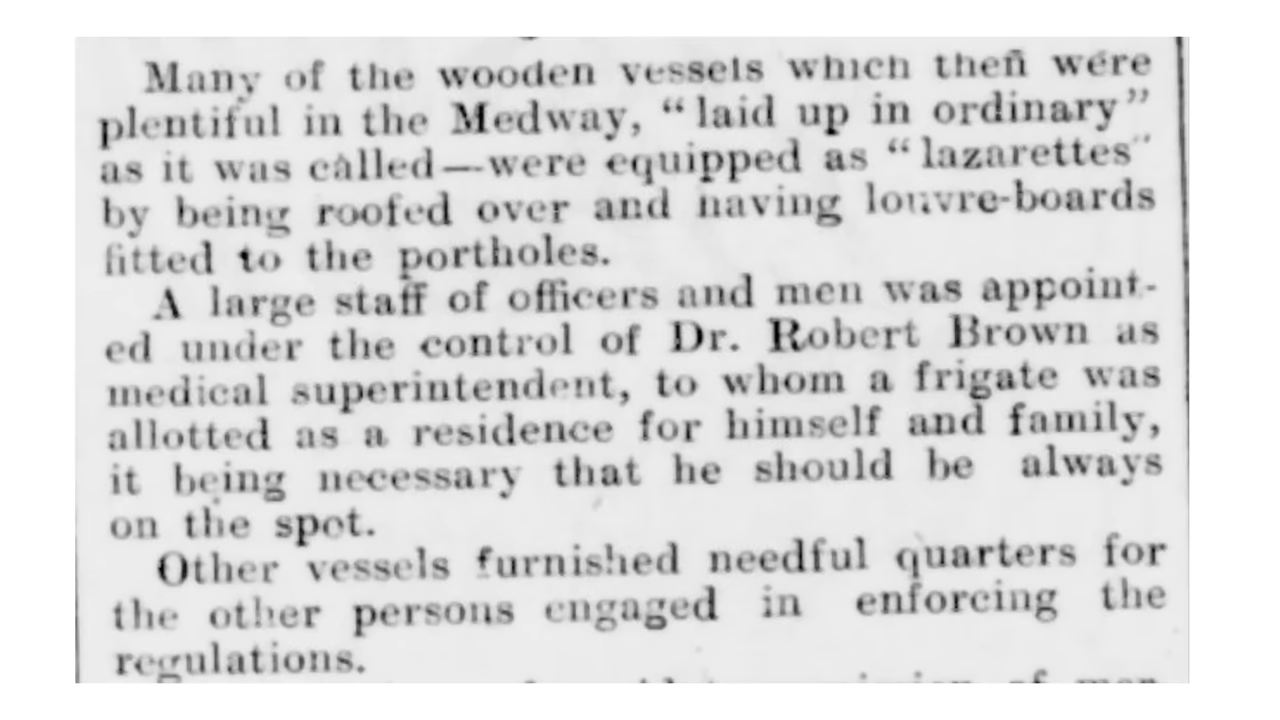 Many of the wooden vessels which then were
plentiful in the Medway, “laid up in ordinary”
as it was called—were equipped as “lazarettes”
by being roofed over and having louvre-boards
fitted to the portholes.
A large staff of officers and men was appoint-
ed under the control of Dr. Robert Brown as
medical superintendent, to whom a frigate was
allotted as a residence for himself and family,
it being necessary that he should be always
on the spot.
Other vessels furnished needful quarters for
the other persons engaged in enforcing the
regulations.
of men